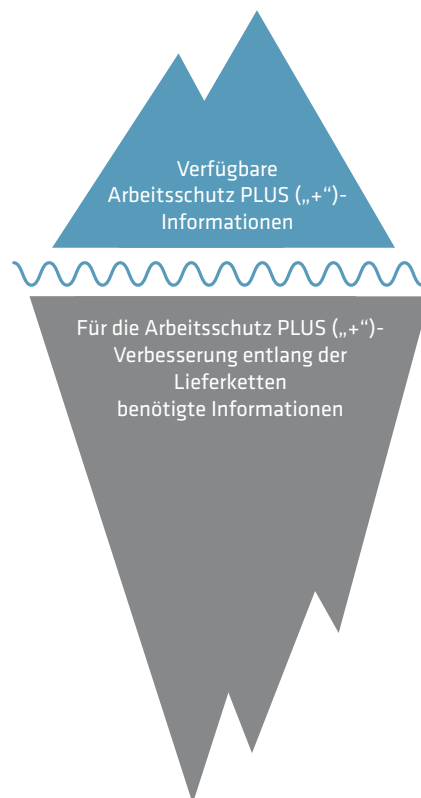 Verfügbare
Arbeitsschutz PLUS („+“)-
Informationen
Für die Arbeitsschutz PLUS („+“)-
Verbesserung entlang der
Lieferketten
benötigte Informationen